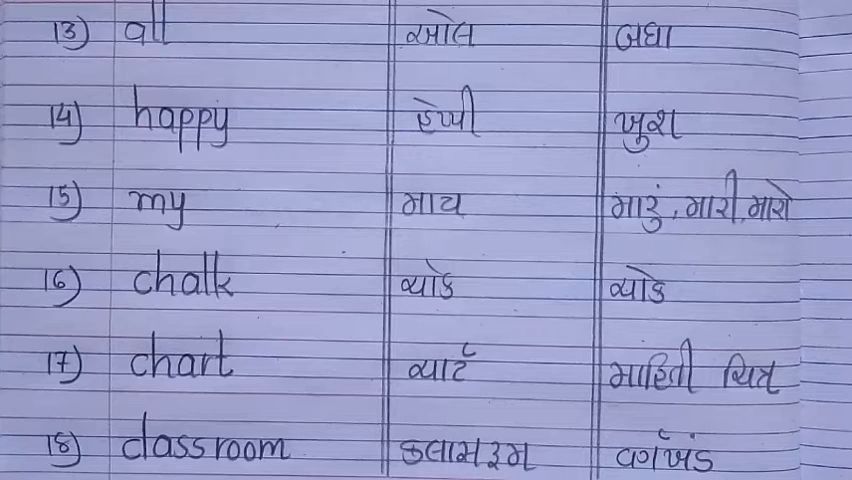 13) all ઓલ બધા
14) happy હેપ્પી ખુશ
15) my માય મારું, મારી, મારો
16) chalk ચોક ચોક
17) chart ચાર્ટ માહિતી ચિત્ર
18) classroom ક્લાસરૂમ વર્ગખંડ